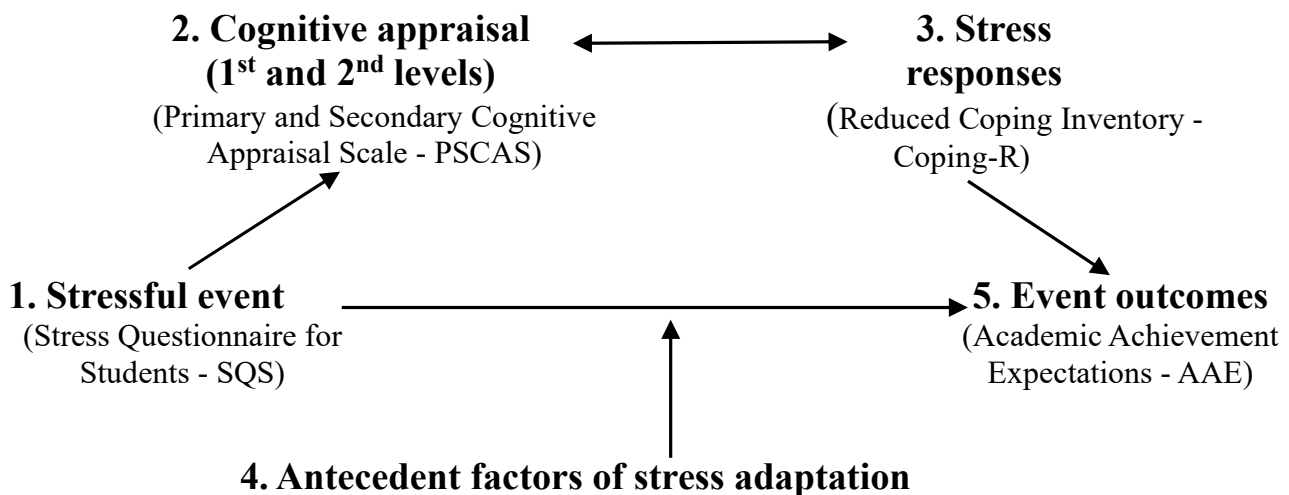 2. Cognitive appraisal
(1st and 2nd levels)
(Primary and Secondary Cognitive
Appraisal Scale - PSCAS)
3. Stress
responses
(Reduced Coping Inventory -
Coping-R)
1. Stressful event
(Stress Questionnaire for
Students - SQS)
5. Event outcomes
(Academic Achievement
Expectations - AAE)
4. Antecedent factors of stress adaptation